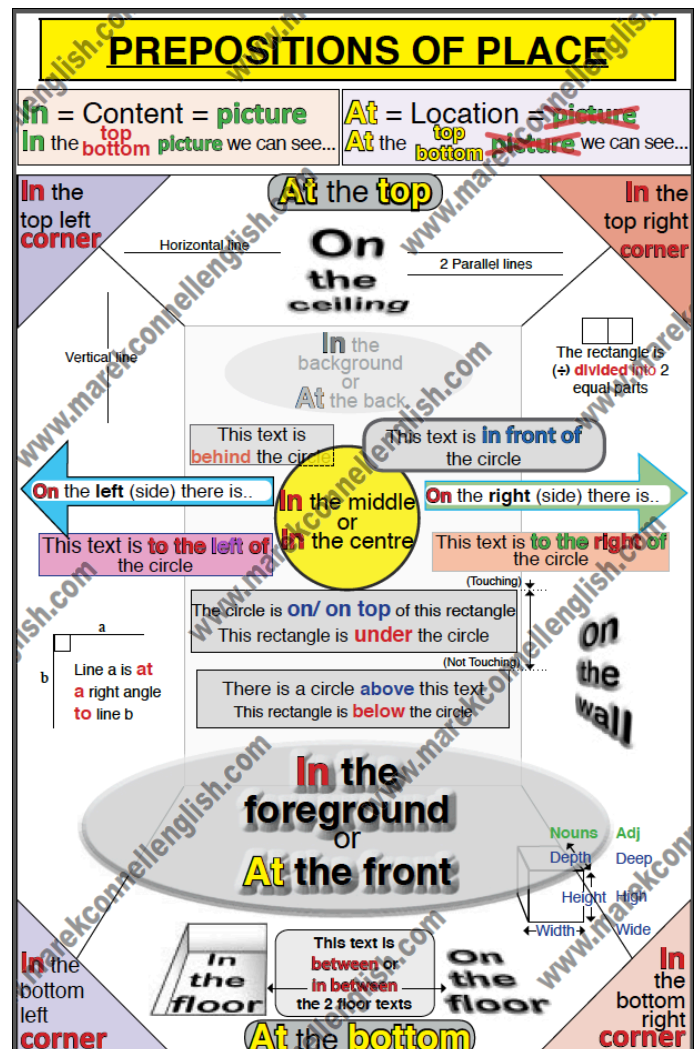 PREPOSITIONS OF PLACE
In = Content = picture
In the top bottom picture we can see...
At = Location = picture
At the top bottom picture we can see...
In the
top left
corner
At the top
In the
top right
corner
Horizontal line
On
the
ceiling
2 Parallel lines
Vertical line
In the
background
or
At the back
The rectangle is
(÷) divided into 2
equal parts
This text is
behind the circle
This text is in front of
the circle
On the left (side) there is..
In the middle
or
In the centre
On the right (side) there is..
This text is to the left of
the circle
This text is to the right of
the circle
(Touching)
The circle is on/ on top of this rectangle
This rectangle is under the circle
(Not Touching)
a
b
Line a is at
a right angle
to line b
On
the
wall
There is a circle above this text
This rectangle is below the circle
In the
foreground
or
At the front
Nouns Adj
Depth Deep
Height High
Width Wide
In
the
floor
This text is
between or
in between
the 2 floor texts
On
the
floor
In the
bottom
left
corner
At the bottom
In
the
bottom
right
corner
www.marekconnellenglish.com